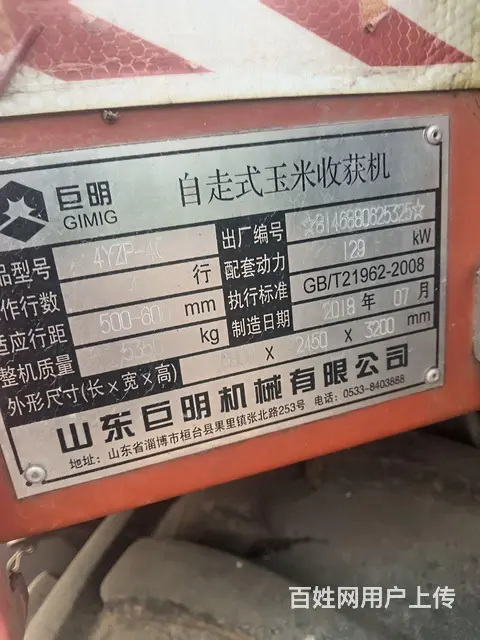 巨明
GIMIG
自走式玉米收获机
品型号 4YZP-4C 出厂编号 ☆8146880625325☆
作行数 行 配套动力 129 kW
适应行距 500-600 mm 执行标准 GB/T21962-2008
整机质量 kg 制造日期 2018 年 07 月
外形尺寸(长×宽×高) X 2450 X 3200 mm
山东巨明机械有限公司
地址: 山东省淄博市桓台县果里镇张北路253号 电话: 0533-8403888
百姓网用户上传